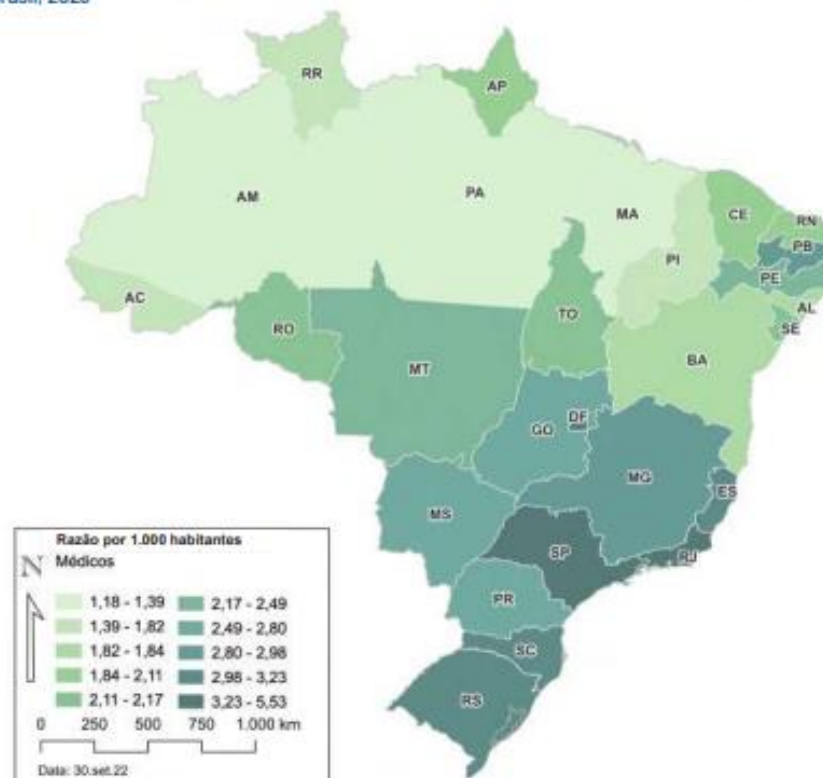 2023
RR
AP
AM
PA
MA
CE
RN
PI
PB
PE
AC
AL
SE
TO
RO
BA
MT
DF
GO
MG
ES
MS
SP
RJ
PR
SC
RS
Razão por 1.000 habitantes
N Médicos
1,18 - 1,39 2,17 - 2,49
1,39 - 1,82 2,49 - 2,80
1,82 - 1,84 2,80 - 2,98
1,84 - 2,11 2,98 - 3,23
2,11 - 2,17 3,23 - 5,53
0 250 500 750 1.000 km
Data: 30.set.22